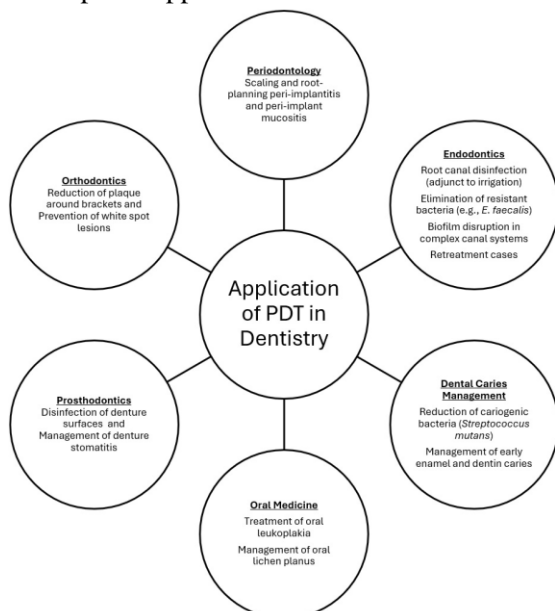 Periodontology
Scaling and root-
planning peri-implantitis
and peri-implant
mucositis
Endodontics
Root canal disinfection
(adjunct to irrigation)
Elimination of resistant
bacteria (e.g., E. faecalis)
Biofilm disruption in
complex canal systems
Retreatment cases
Orthodontics
Reduction of plaque
around brackets and
Prevention of white spot
lesions
Application
of PDT in
Dentistry
Prosthodontics
Disinfection of denture
surfaces and
Management of denture
stomatitis
Dental Caries
Management
Reduction of cariogenic
bacteria (Streptococcus
mutans)
Management of early
enamel and dentin caries
Oral Medicine
Treatment of oral
leukoplakia
Management of oral
lichen planus